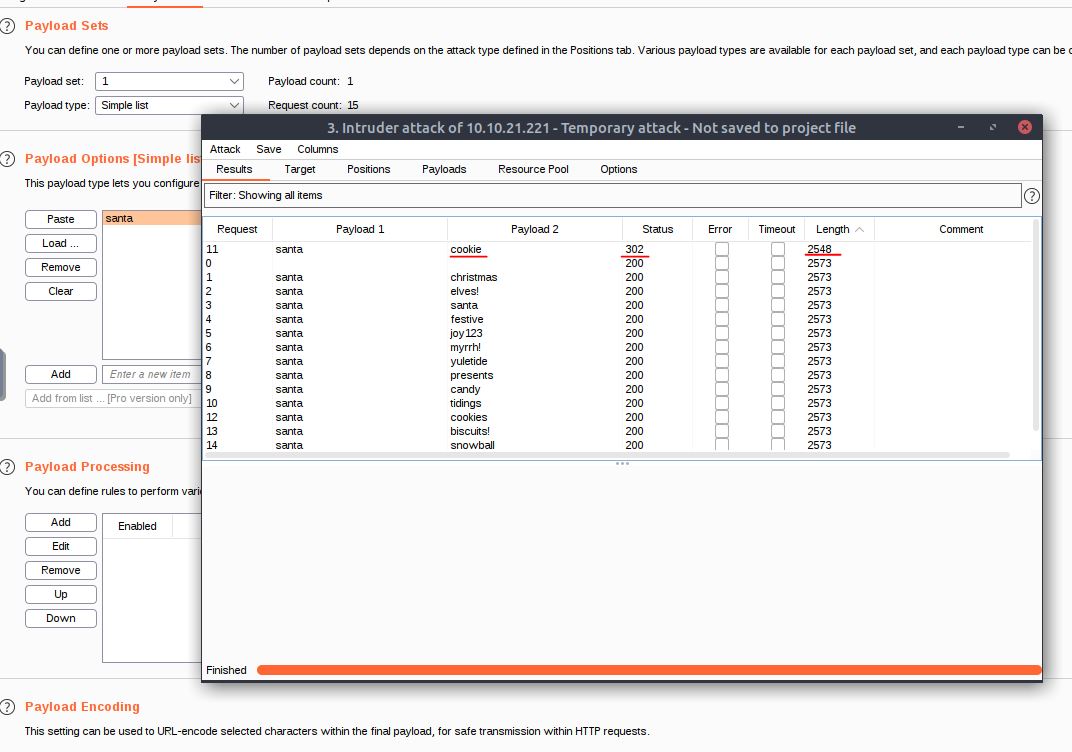 Payload Sets
You can define one or more payload sets. The number of payload sets depends on the attack type defined in the Positions tab. Various payload types are available for each payload set, and each payload type can be
Payload set: 1 Payload count: 1
Payload type: Simple list Request count: 15
3. Intruder attack of 10.10.21.221 - Temporary attack - Not saved to project file
Attack Save Columns
Results Target Positions Payloads Resource Pool Options
Filter: Showing all items
Request Payload 1 Payload 2 Status Error Timeout Length Comment
11 santa cookie 302 2548
0 200 2573
1 santa christmas 200 2573
2 santa elves! 200 2573
3 santa santa 200 2573
4 santa festive 200 2573
5 santa joy123 200 2573
6 santa myrrh! 200 2573
7 santa yuletide 200 2573
8 santa presents 200 2573
9 santa candy 200 2573
10 santa tidings 200 2573
12 santa cookies 200 2573
13 santa biscuits! 200 2573
14 santa snowball 200 2573
Finished
Payload Options [Simple lis
This payload type lets you configure
Paste santa
Load ...
Remove
Clear
Add Enter a new item
Add from list ... [Pro version only]
Payload Processing
You can define rules to perform vari
Add Enabled
Edit
Remove
Up
Down
Payload Encoding
This setting can be used to URL-encode selected characters within the final payload, for safe transmission within HTTP requests.